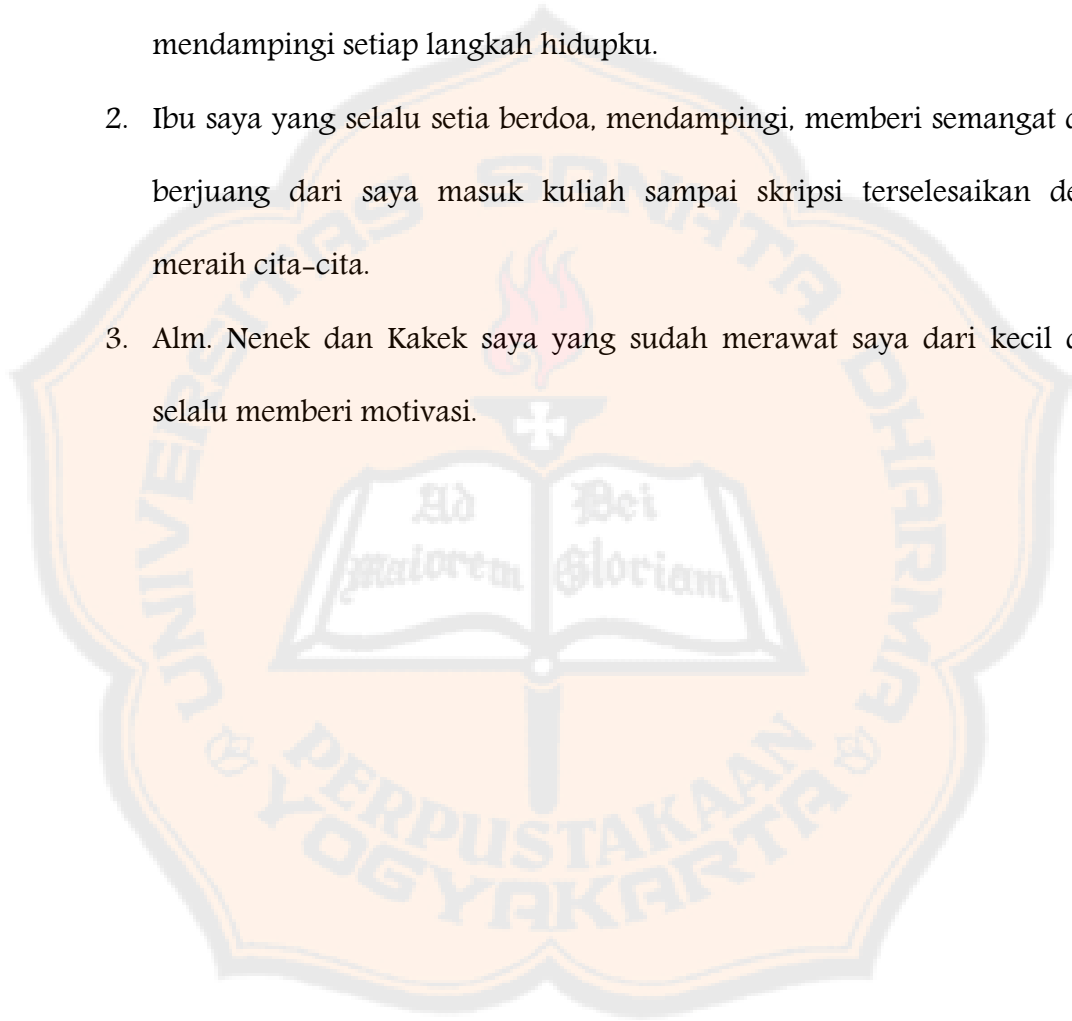 mendampingi setiap langkah hidupku.
2. Ibu saya yang selalu setia berdoa, mendampingi, memberi semangat
berjuang dari saya masuk kuliah sampai skripsi terselesaikan
meraih cita-cita.
3. Alm. Nenek dan Kakek saya yang sudah merawat saya dari kecil
selalu memberi motivasi.
UNIVERSITAS SANATA DHARMA
Ad Dei
Maiorem Gloriam
PERPUSTAKAAN
YOGYAKARTA